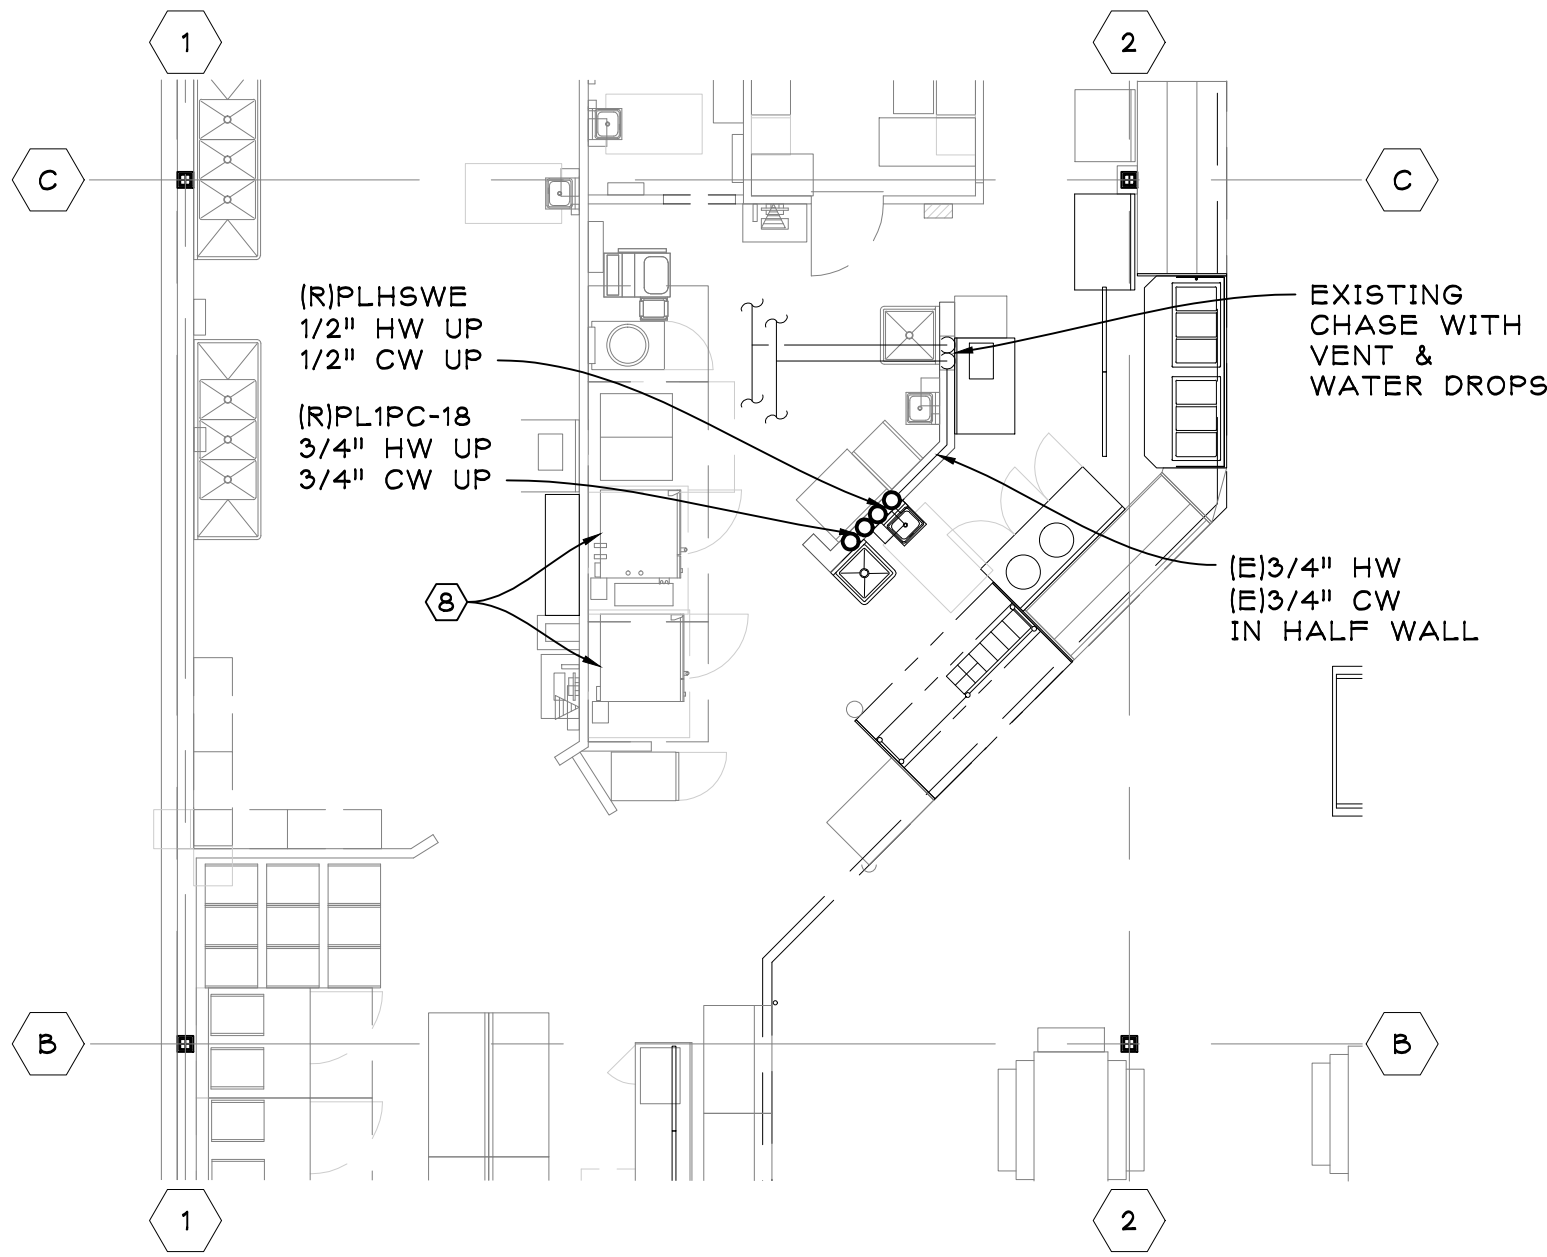 1
2
C
C
(R)PLHSWE
1/2" HW UP
1/2" CW UP
(R)PL1PC-18
3/4" HW UP
3/4" CW UP
EXISTING
CHASE WITH
VENT &
WATER DROPS
8
(E)3/4" HW
(E)3/4" CW
IN HALF WALL
B
B
1
2